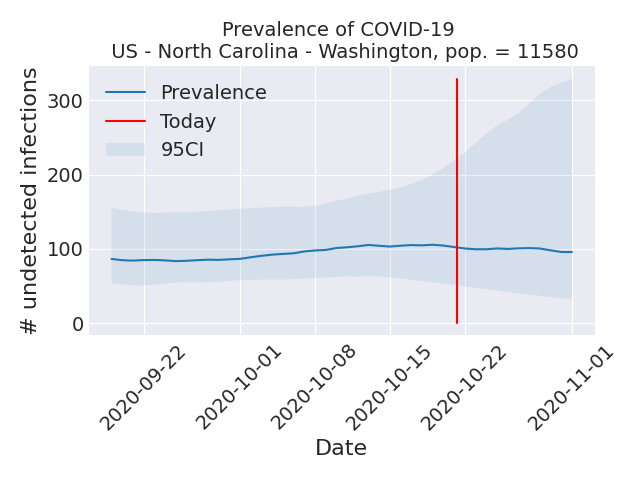 Prevalence of COVID-19
US - North Carolina - Washington, pop. = 11580
# undetected infections
300
200
100
0
Prevalence
Today
95CI
2020-09-22
2020-10-01
2020-10-08
2020-10-15
2020-10-22
2020-11-01
Date